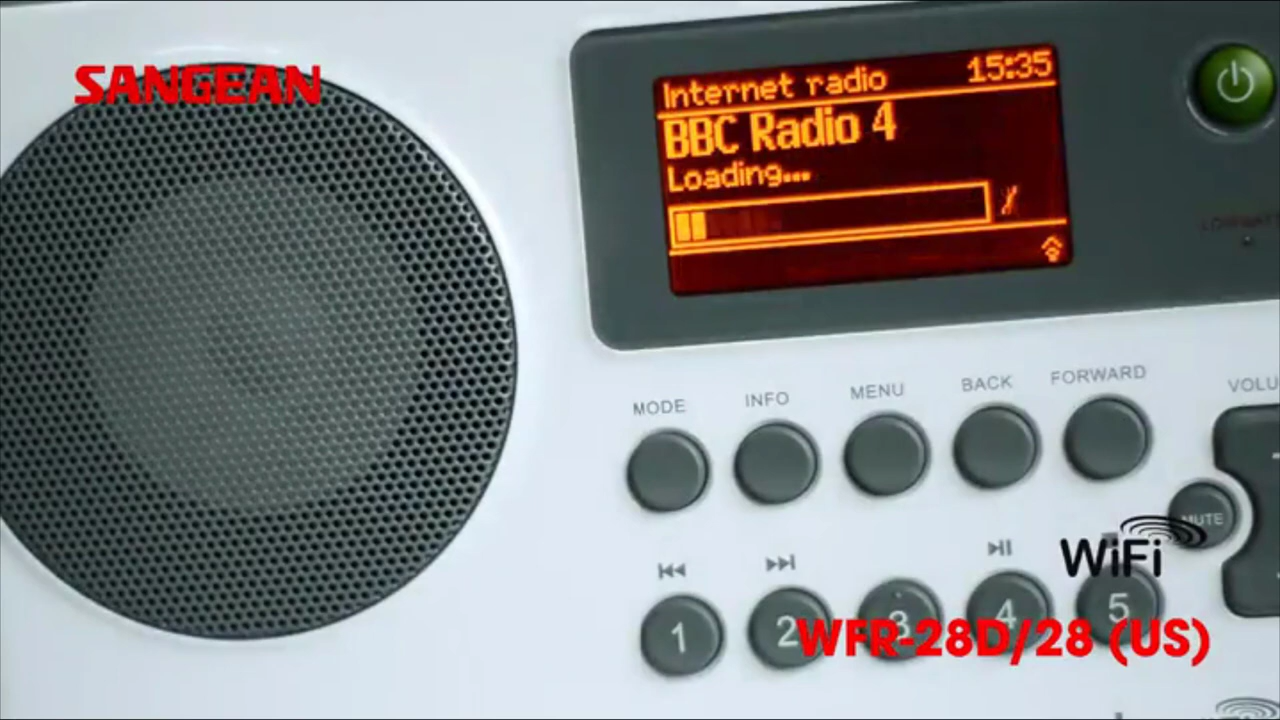 SANGEAN
Internet radio 15:35
BBC Radio 4
Loading...
MODE INFO MENU BACK FORWARD
VOLU
MUTE
WiFi
1 2 3 4 5
WFR-28D/28 (US)